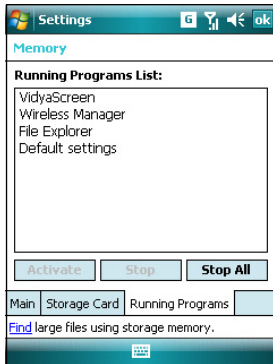 Settings
G
ok
Memory
Running Programs List:
VidyaScreen
Wireless Manager
File Explorer
Default settings
Activate Stop Stop All
Main Storage Card Running Programs
Find large files using storage memory.